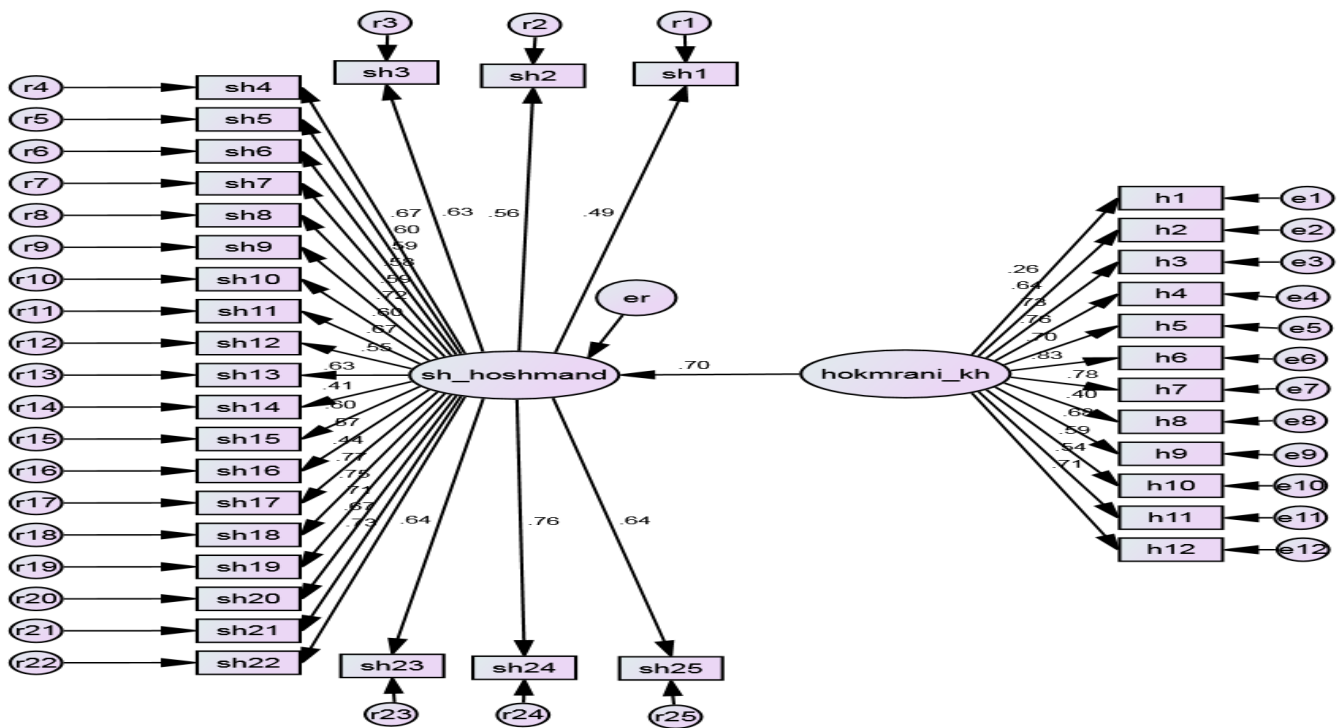 r3
r2
r1
sh3
sh2
sh1
r4
sh4
r5
sh5
r6
sh6
r7
sh7
r8
sh8
r9
sh9
r10
sh10
r11
sh11
r12
sh12
r13
sh13
r14
sh14
r15
sh15
r16
sh16
r17
sh17
r18
sh18
r19
sh19
r20
sh20
r21
sh21
r22
sh22
.67
.63
.56
.49
.60
.59
.58
.59
.72
.60
.67
.55
.63
.41
.60
.57
.44
.77
.75
.71
.67
.73
.64
.76
.64
er
sh_hoshmand
.70
hokmrani_kh
.26
.64
.73
.76
.70
.83
.78
.40
.68
.59
.54
.71
h1
e1
h2
e2
h3
e3
h4
e4
h5
e5
h6
e6
h7
e7
h8
e8
h9
e9
h10
e10
h11
e11
h12
e12
sh23
sh24
sh25
r23
r24
r25